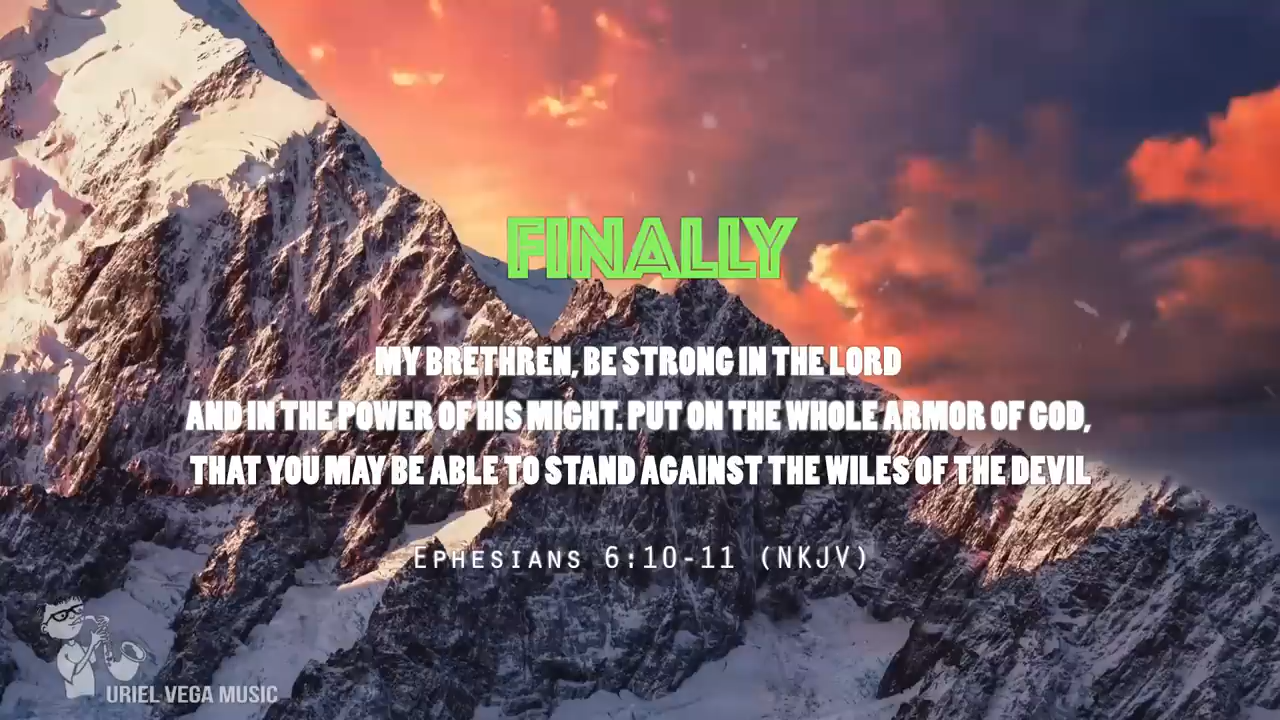 FINALLY
MY BRETHREN, BE STRONG IN THE LORD
AND IN THE POWER OF HIS MIGHT. PUT ON THE WHOLE ARMOR OF GOD,
THAT YOU MAY BE ABLE TO STAND AGAINST THE WILES OF THE DEVIL
EPHESIANS 6:10-11 (NKJV)
URIEL VEGA MUSIC